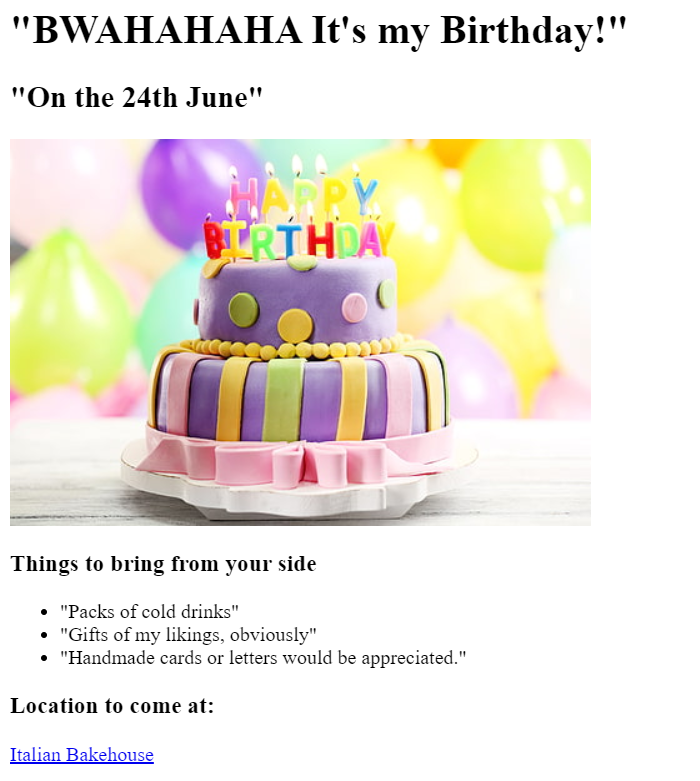 "BWAHAHAHA It's my Birthday!"
"On the 24th June"
HAPPY
BIRTHDAY
Things to bring from your side
"Packs of cold drinks"
"Gifts of my likings, obviously"
"Handmade cards or letters would be appreciated."
Location to come at:
Italian Bakehouse